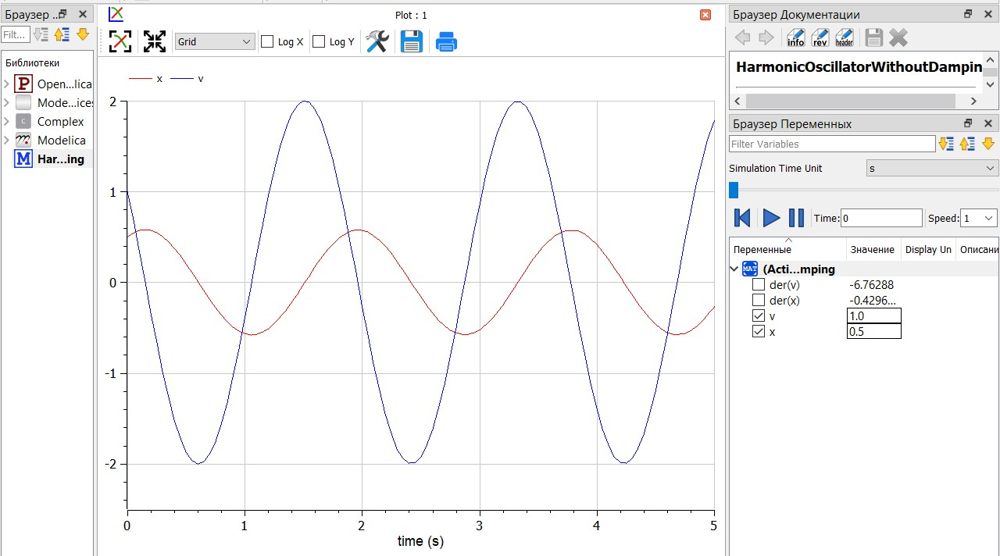 Браузер ..
Filt...
Библиотеки
P Open...lica
Mode...ices
C Complex
Modelica
M Har...ing
Plot : 1
Grid Log X Log Y
x v
2
1
0
-1
-2
0 1 2 3 4 5
time (s)
Браузер Документации
info rev header
HarmonicOscillatorWithoutDampin
Браузер Переменных
Filter Variables
Simulation Time Unit s
Time: 0 Speed: 1
Переменные Значение Display Un Описани
MAT (Acti...mping
der(v) -6.76288
der(x) -0.4296...
v 1.0
x 0.5